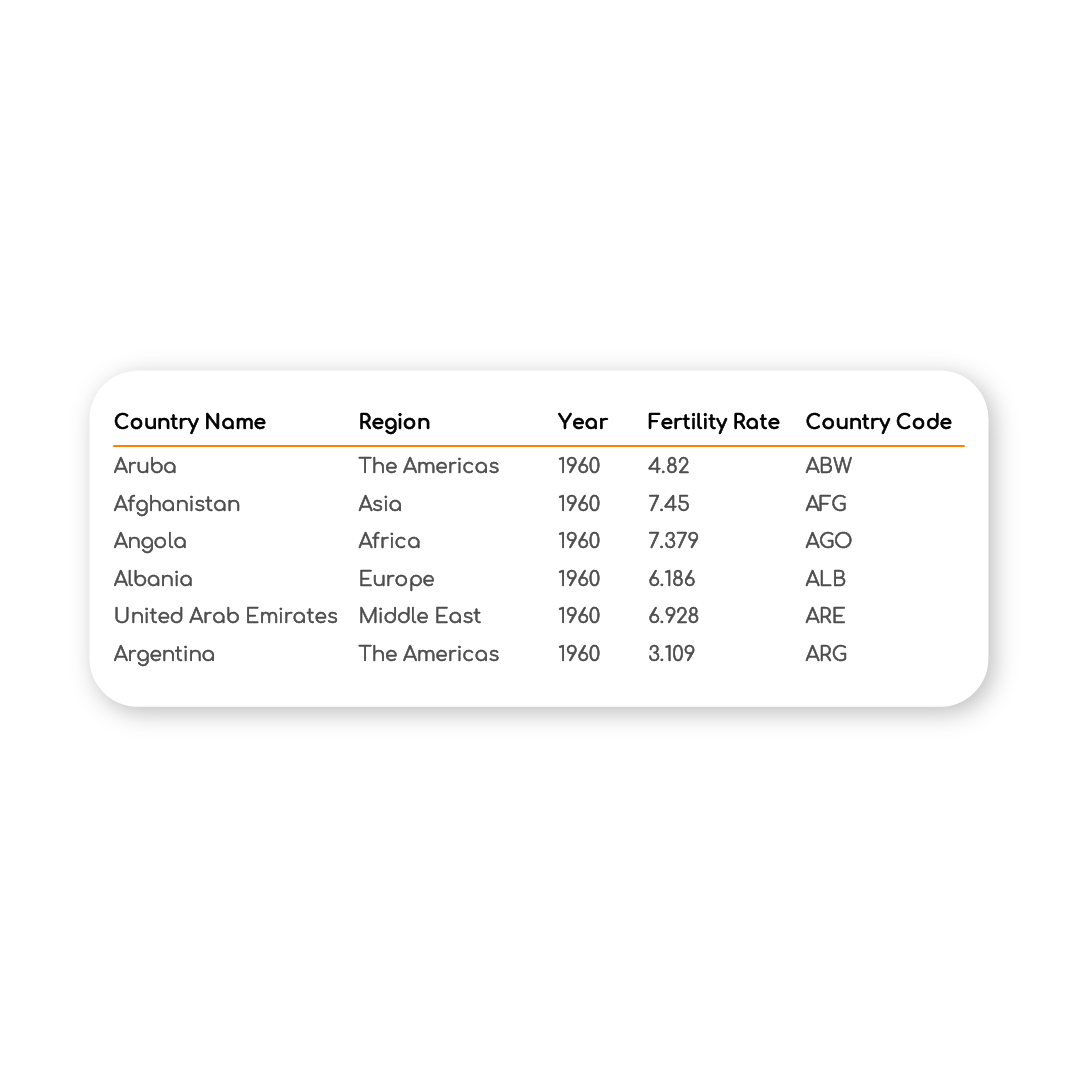 Country Name Region Year Fertility Rate Country Code
Aruba The Americas 1960 4.82 ABW
Afghanistan Asia 1960 7.45 AFG
Angola Africa 1960 7.379 AGO
Albania Europe 1960 6.186 ALB
United Arab Emirates Middle East 1960 6.928 ARE
Argentina The Americas 1960 3.109 ARG